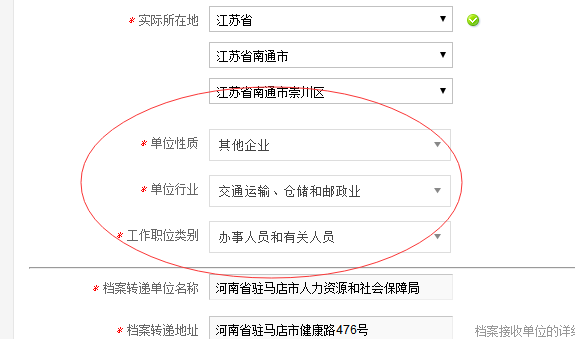 * 实际所在地 江苏省
江苏省南通市
江苏省南通市崇川区
* 单位性质 其他企业
* 单位行业 交通运输、仓储和邮政业
* 工作职位类别 办事人员和有关人员
* 档案转递单位名称 河南省驻马店市人力资源和社会保障局
* 档案转递地址 河南省驻马店市健康路476号 档案接收单位的详